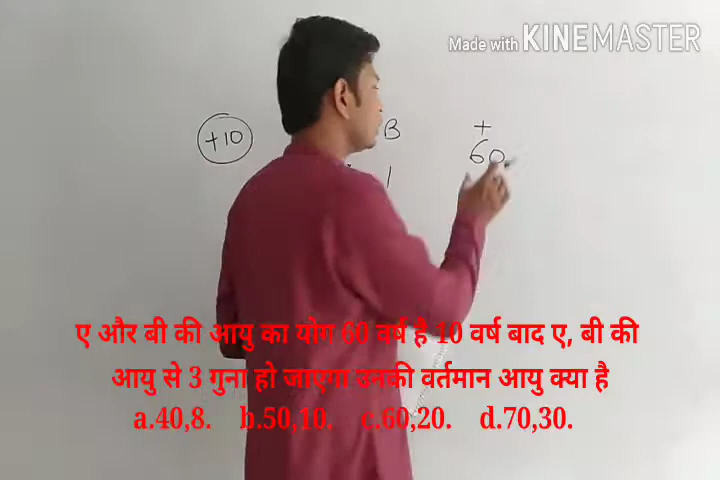 Made with KINEMASTER
+10
B
+
60
1
ए और बी की आयु का योग 60 वर्ष है 10 वर्ष बाद ए, बी की
आयु से 3 गुना हो जाएगा उनकी वर्तमान आयु क्या है
a.40,8. b.50,10. c.60,20. d.70,30.